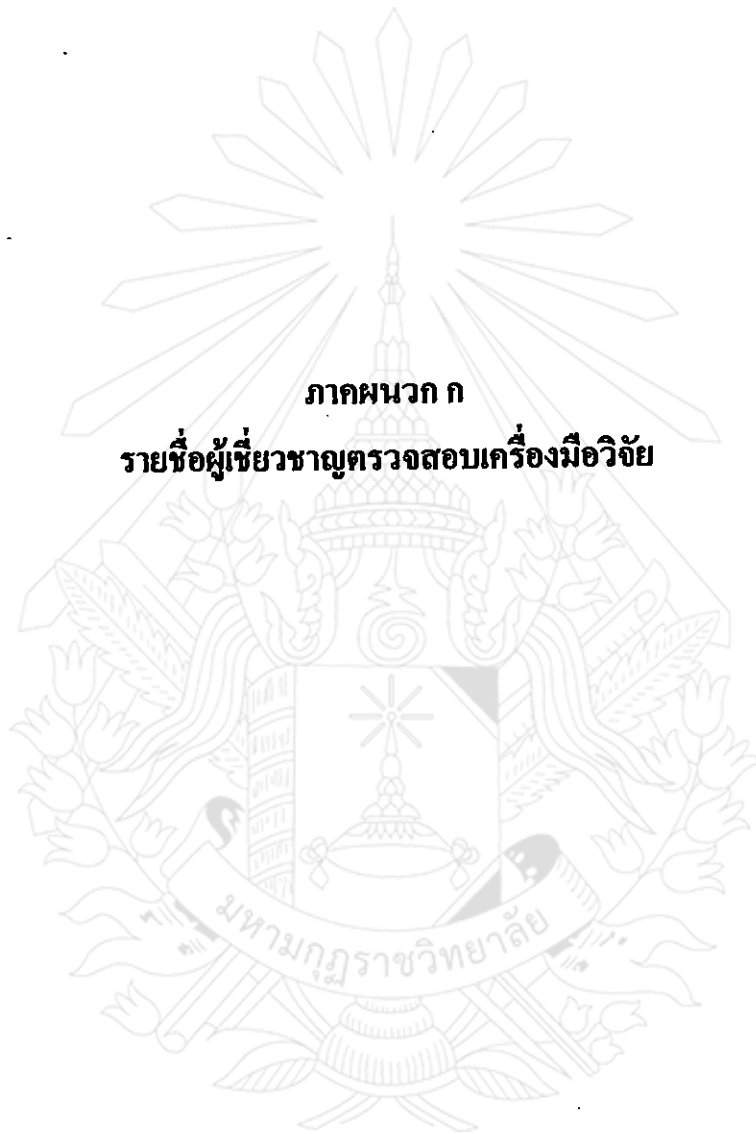 ภาคผนวก ก
รายชื่อผู้เชี่ยวชาญตรวจสอบเครื่องมือวิจัย
มหามกุฏราชวิทยาลัย